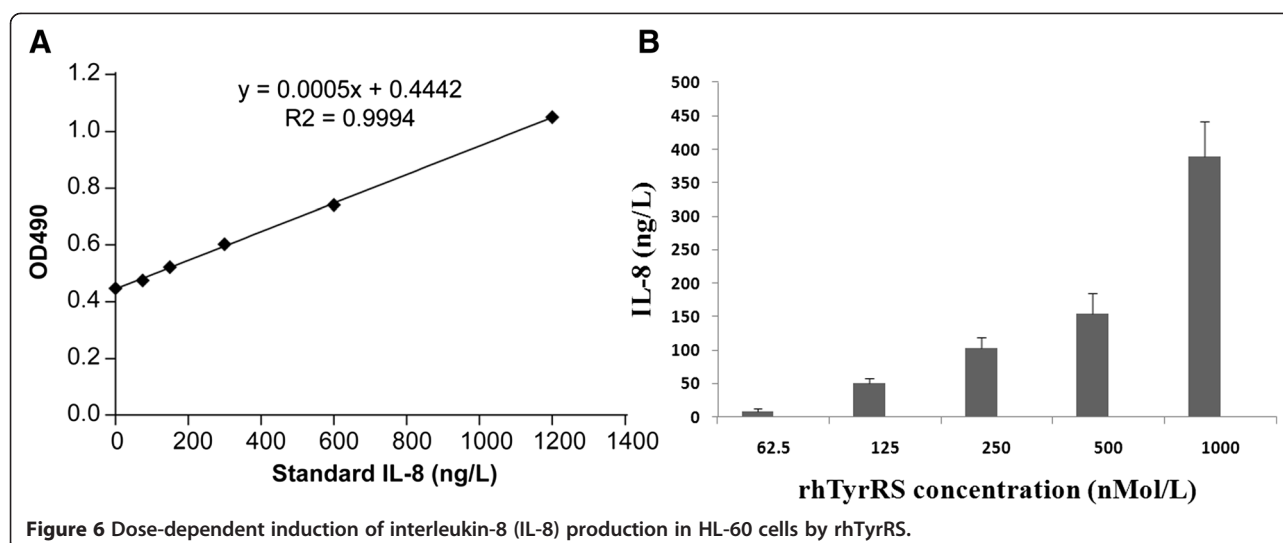 A
y = 0.0005x + 0.4442
R2 = 0.9994
1.2
1.0
0.8
0.6
0.4
0.2
0.0
OD490
0 200 400 600 800 1000 1200 1400
Standard IL-8 (ng/L)
B
500
450
400
350
300
250
200
150
100
50
0
IL-8 (ng/L)
62.5 125 250 500 1000
rhTyrRS concentration (nMol/L)
Figure 6 Dose-dependent induction of interleukin-8 (IL-8) production in HL-60 cells by rhTyrRS.